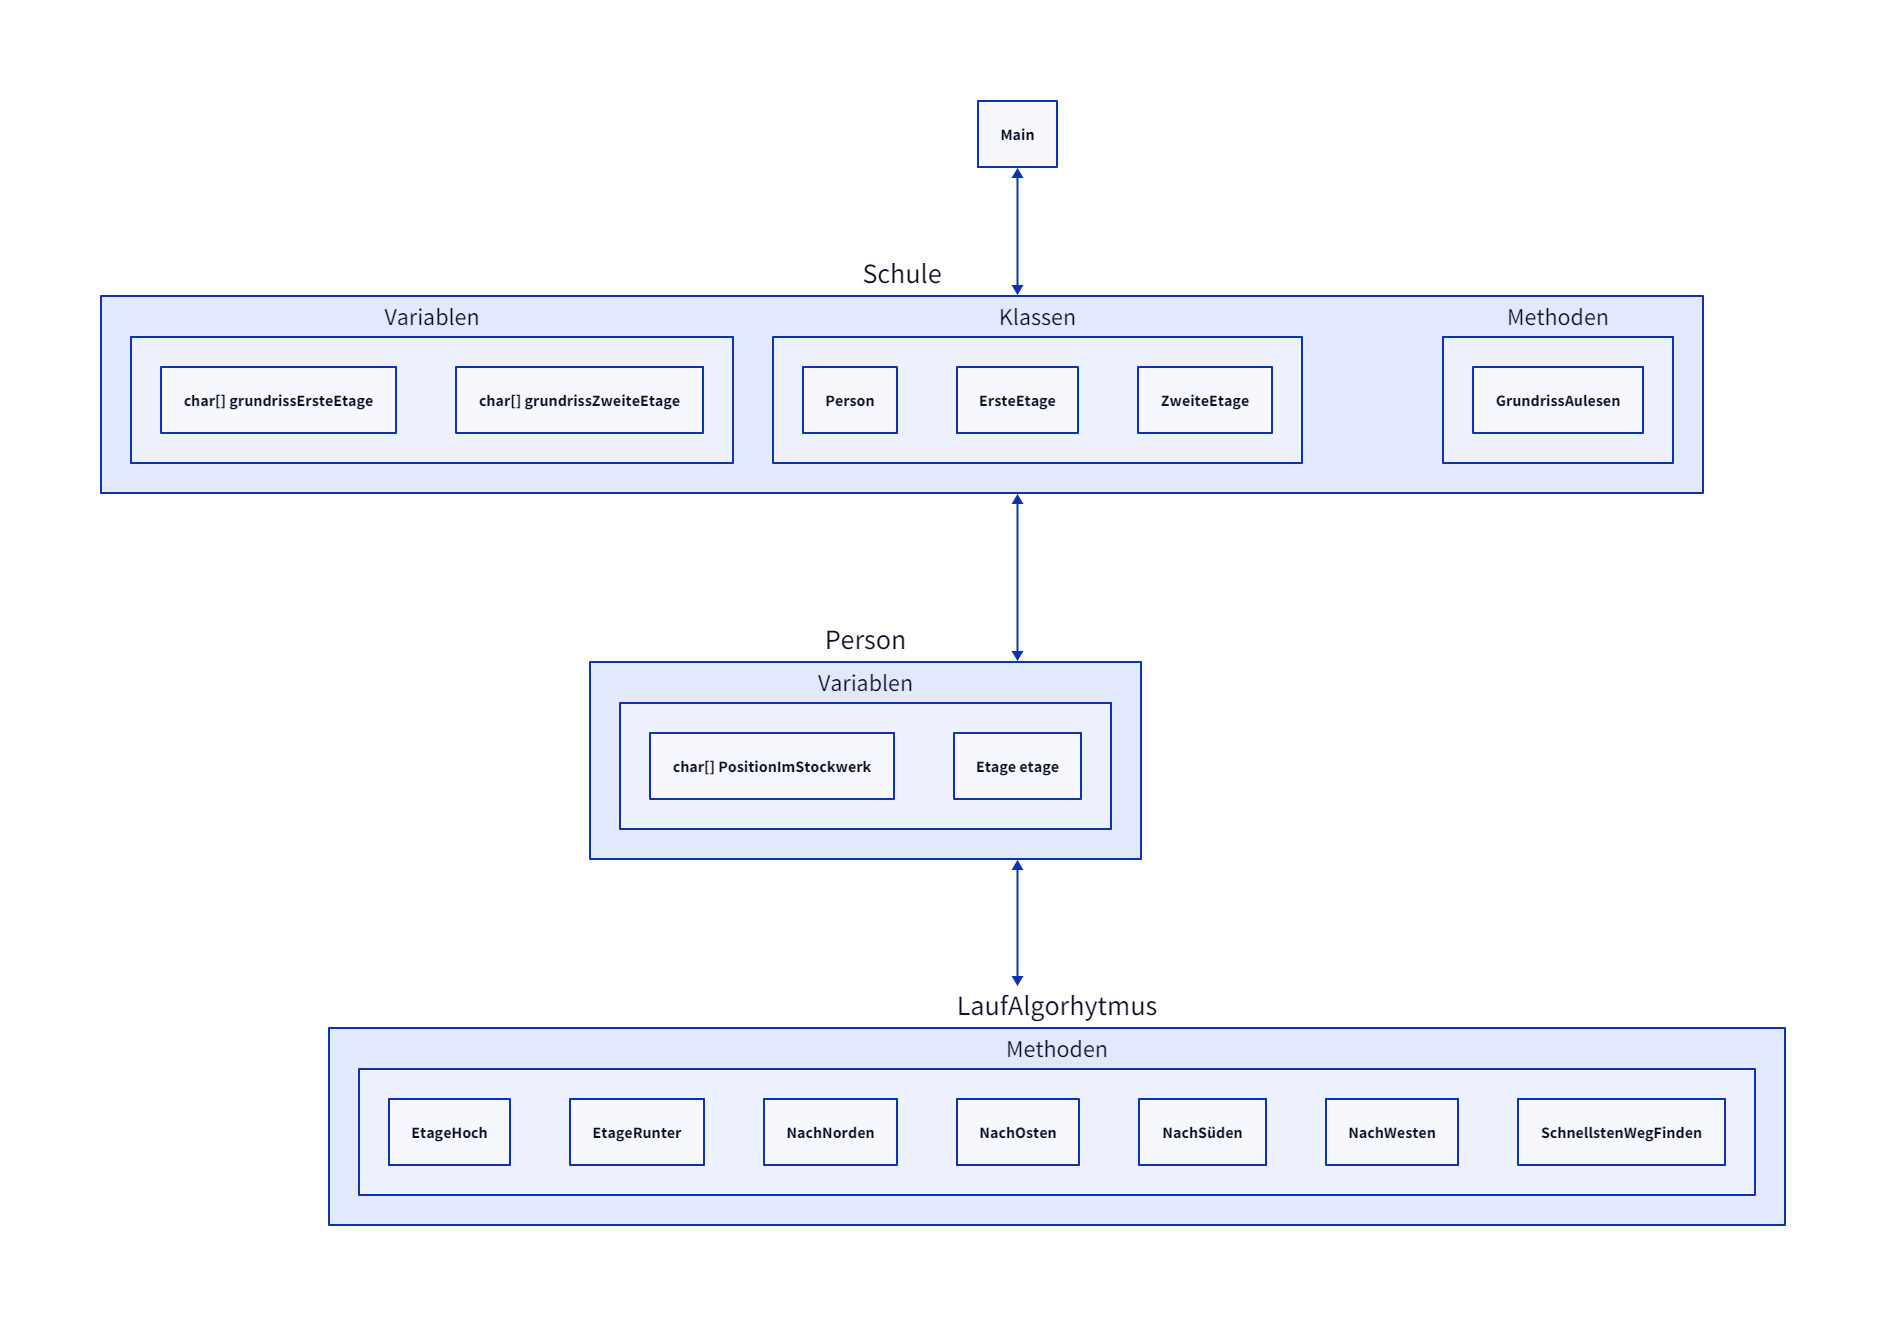 Main
Schule
Variablen
Klassen
Methoden
char[] grundrissErsteEtage
char[] grundrissZweiteEtage
Person
ErsteEtage
ZweiteEtage
GrundrissAulesen
Person
Variablen
char[] PositionImStockwerk
Etage etage
LaufAlgorhytmus
Methoden
EtageHoch
EtageRunter
NachNorden
NachOsten
NachSüden
NachWesten
SchnellstenWegFinden